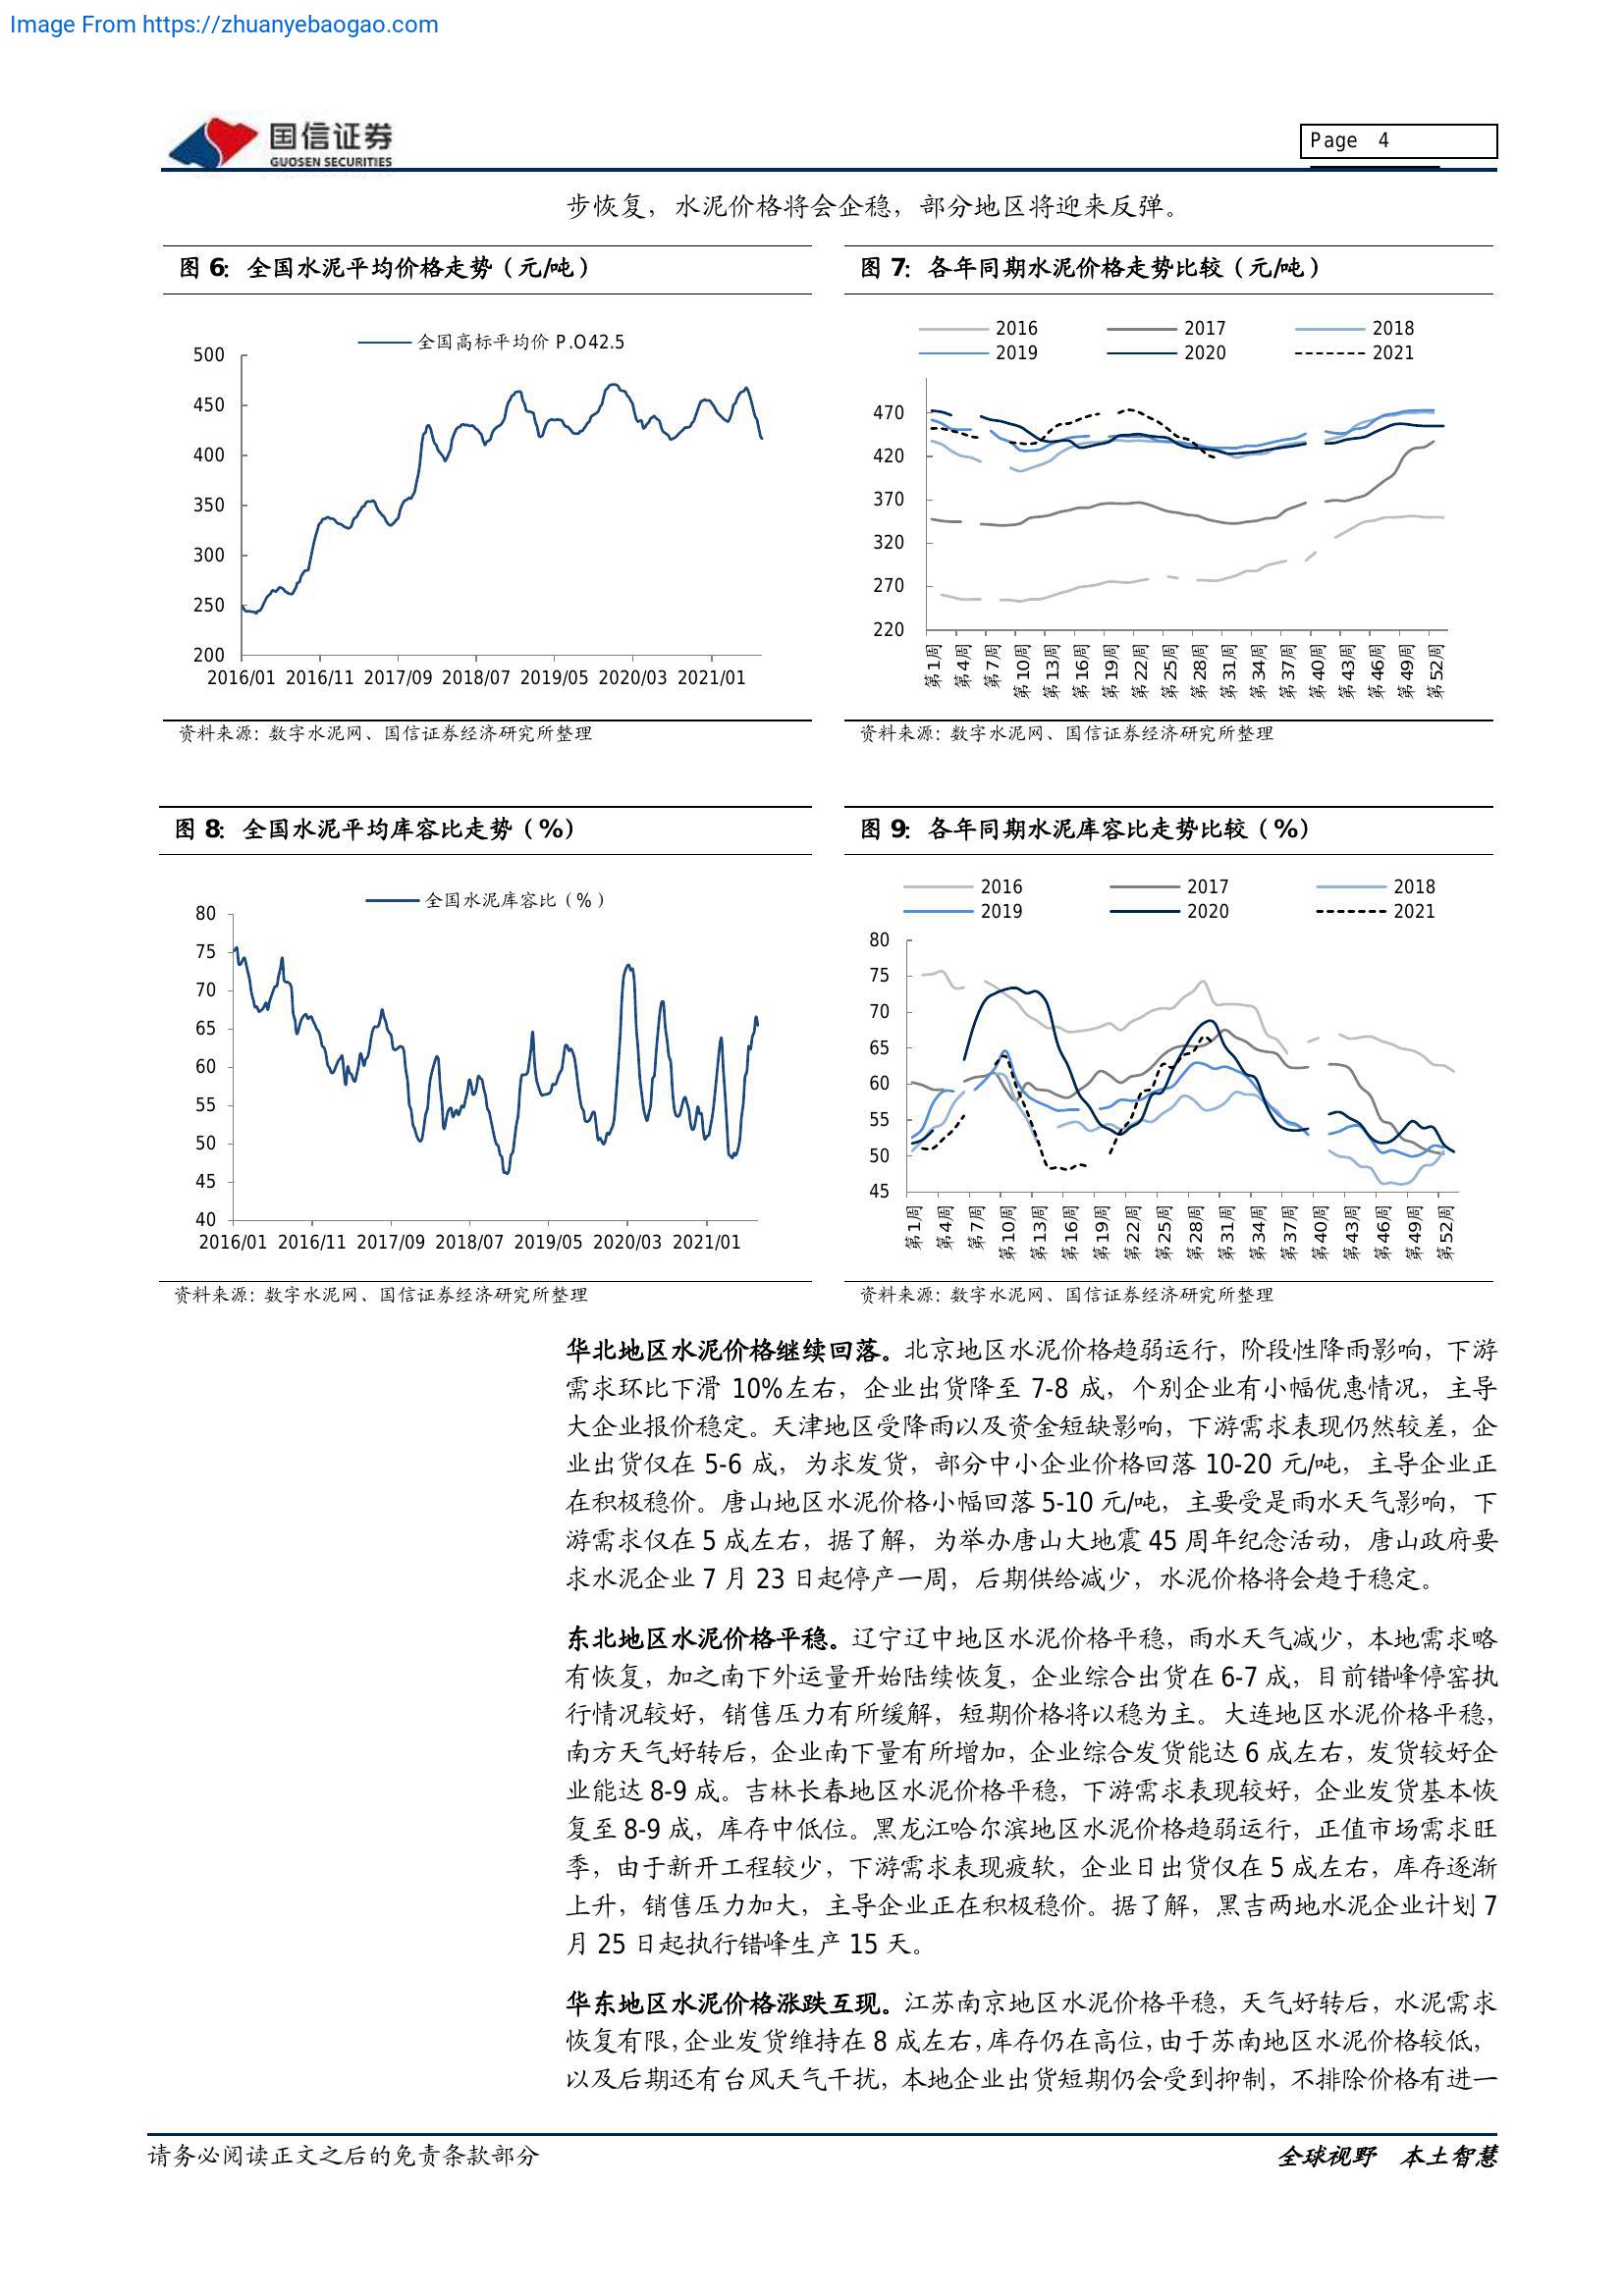 Image From https://zhuanyebaogao.com
国信证券
GUOSEN SECURITIES
Page 4
步恢复，水泥价格将会企稳，部分地区将迎来反弹。
图 6：全国水泥平均价格走势（元/吨）
全国高标平均价 P.O42.5
500
450
400
350
300
250
200
2016/01 2016/11 2017/09 2018/07 2019/05 2020/03 2021/01
资料来源：数字水泥网、国信证券经济研究所整理
图 7：各年同期水泥价格走势比较（元/吨）
2016 2017 2018
2019 2020 2021
470
420
370
320
270
220
第1周 第4周 第7周 第10周 第13周 第16周 第19周 第22周 第25周 第28周 第31周 第34周 第37周 第40周 第43周 第46周 第49周 第52周
资料来源：数字水泥网、国信证券经济研究所整理
图 8：全国水泥平均库容比走势（%）
全国水泥库容比（%）
80
75
70
65
60
55
50
45
40
2016/01 2016/11 2017/09 2018/07 2019/05 2020/03 2021/01
资料来源：数字水泥网、国信证券经济研究所整理
图 9：各年同期水泥库容比走势比较（%）
2016 2017 2018
2019 2020 2021
80
75
70
65
60
55
50
45
第1周 第4周 第7周 第10周 第13周 第16周 第19周 第22周 第25周 第28周 第31周 第34周 第37周 第40周 第43周 第46周 第49周 第52周
资料来源：数字水泥网、国信证券经济研究所整理
华北地区水泥价格继续回落。北京地区水泥价格趋弱运行，阶段性降雨影响，下游
需求环比下滑 10%左右，企业出货降至 7-8 成，个别企业有小幅优惠情况，主导
大企业报价稳定。天津地区受降雨以及资金短缺影响，下游需求表现仍然较差，企
业出货仅在 5-6 成，为求发货，部分中小企业价格回落 10-20 元/吨，主导企业正
在积极稳价。唐山地区水泥价格小幅回落 5-10 元/吨，主要受是雨水天气影响，下
游需求仅在 5 成左右，据了解，为举办唐山大地震 45 周年纪念活动，唐山政府要
求水泥企业 7 月 23 日起停产一周，后期供给减少，水泥价格将会趋于稳定。
东北地区水泥价格平稳。辽宁辽中地区水泥价格平稳，雨水天气减少，本地需求略
有恢复，加之南下外运量开始陆续恢复，企业综合出货在 6-7 成，目前错峰停窑执
行情况较好，销售压力有所缓解，短期价格将以稳为主。大连地区水泥价格平稳，
南方天气好转后，企业南下量有所增加，企业综合发货能达 6 成左右，发货较好企
业能达 8-9 成。吉林长春地区水泥价格平稳，下游需求表现较好，企业发货基本恢
复至 8-9 成，库存中低位。黑龙江哈尔滨地区水泥价格趋弱运行，正值市场需求旺
季，由于新开工程较少，下游需求表现疲软，企业日出货仅在 5 成左右，库存逐渐
上升，销售压力加大，主导企业正在积极稳价。据了解，黑吉两地水泥企业计划 7
月 25 日起执行错峰生产 15 天。
华东地区水泥价格涨跌互现。江苏南京地区水泥价格平稳，天气好转后，水泥需求
恢复有限，企业发货维持在 8 成左右，库存仍在高位，由于苏南地区水泥价格较低，
以及后期还有台风天气干扰，本地企业出货短期仍会受到抑制，不排除价格有进一
请务必阅读正文之后的免责条款部分
全球视野 本土智慧